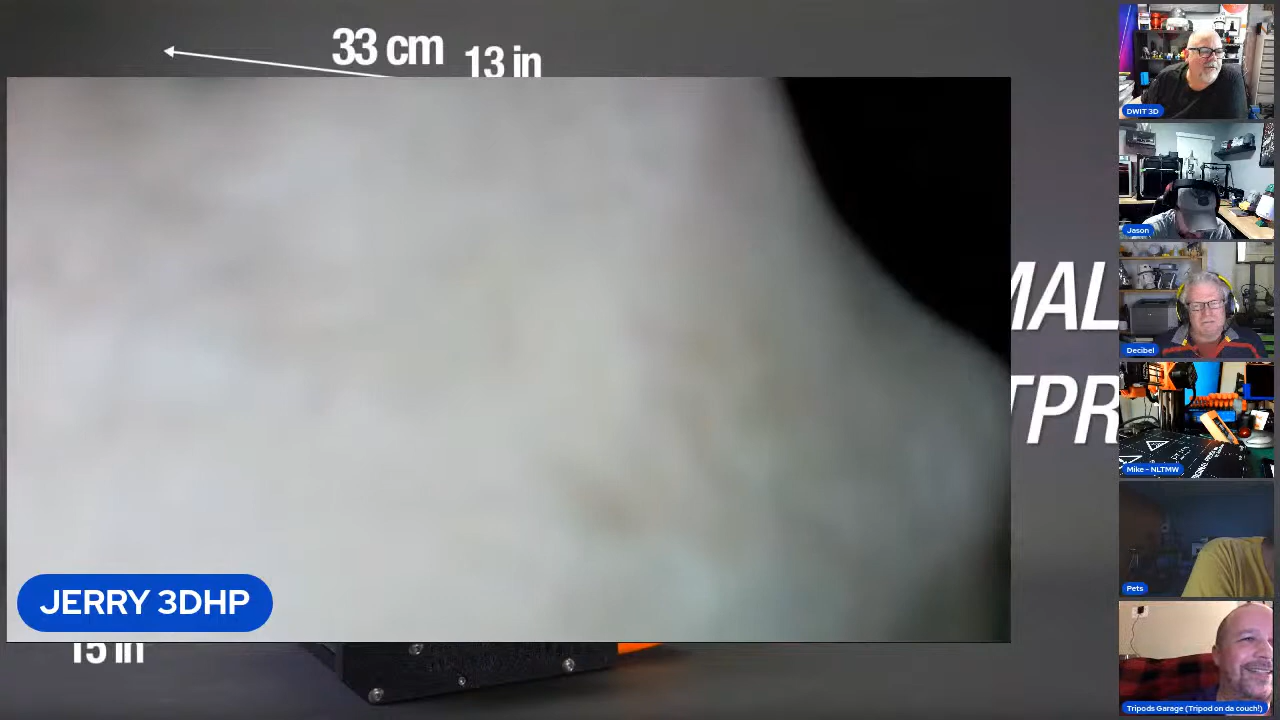 33 cm
13 in
MAL
TPR
JERRY 3DHP
15 in
DWIT 3D
Jason
Decibel
Mike - NLTMW
Pets
Tripods Garage (Tripod on da couch!)